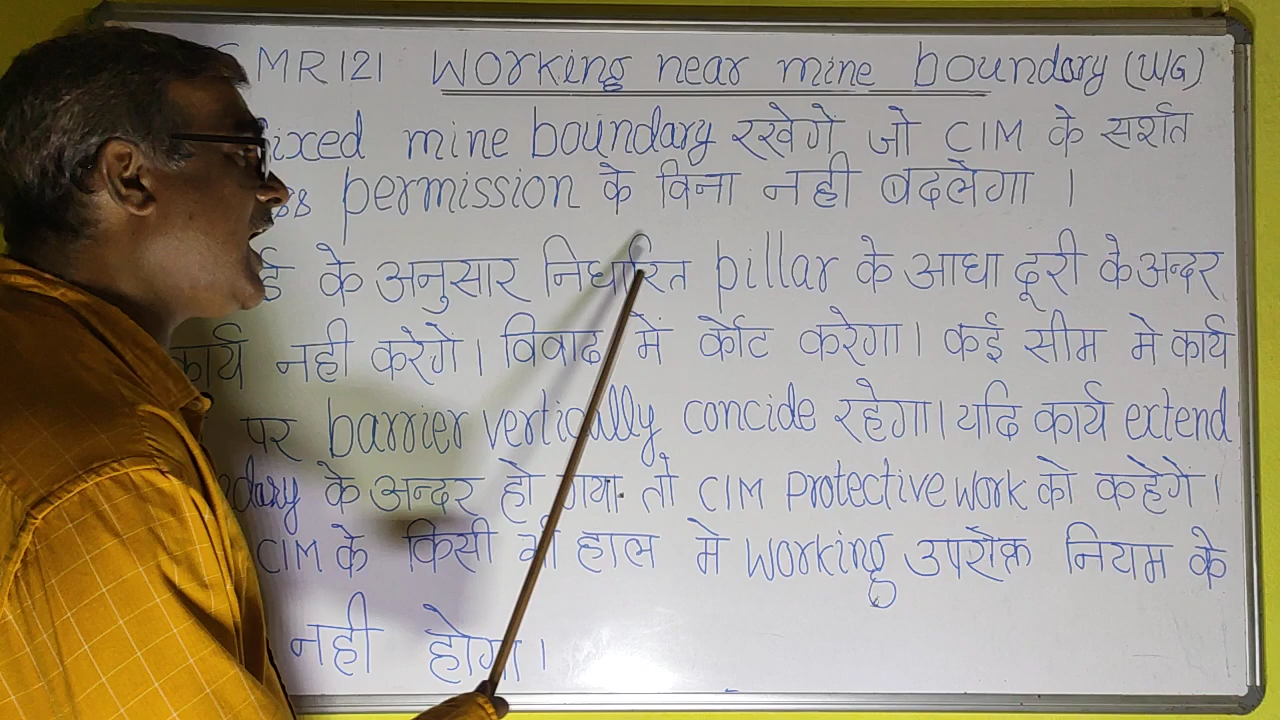 CMR 121 Working near mine boundary (U/G)
mine boundary रखेगें जो CIM के सर्शत
permission के विना नही बदलेगा ।
के अनुसार निर्धारित pillar के आधा दूरी के अन्दर
कार्य नही करेगें । विवाद में कोर्ट करेगा । कई सीम मे कार्य
पर barrier vertically concide रहेगा । यदि कार्य extend
के अन्दर हो गया तो CIM Protective work को कहेगें ।
CIM के किसी भी हाल मे working उपरोक्त नियम के
नही होगा ।